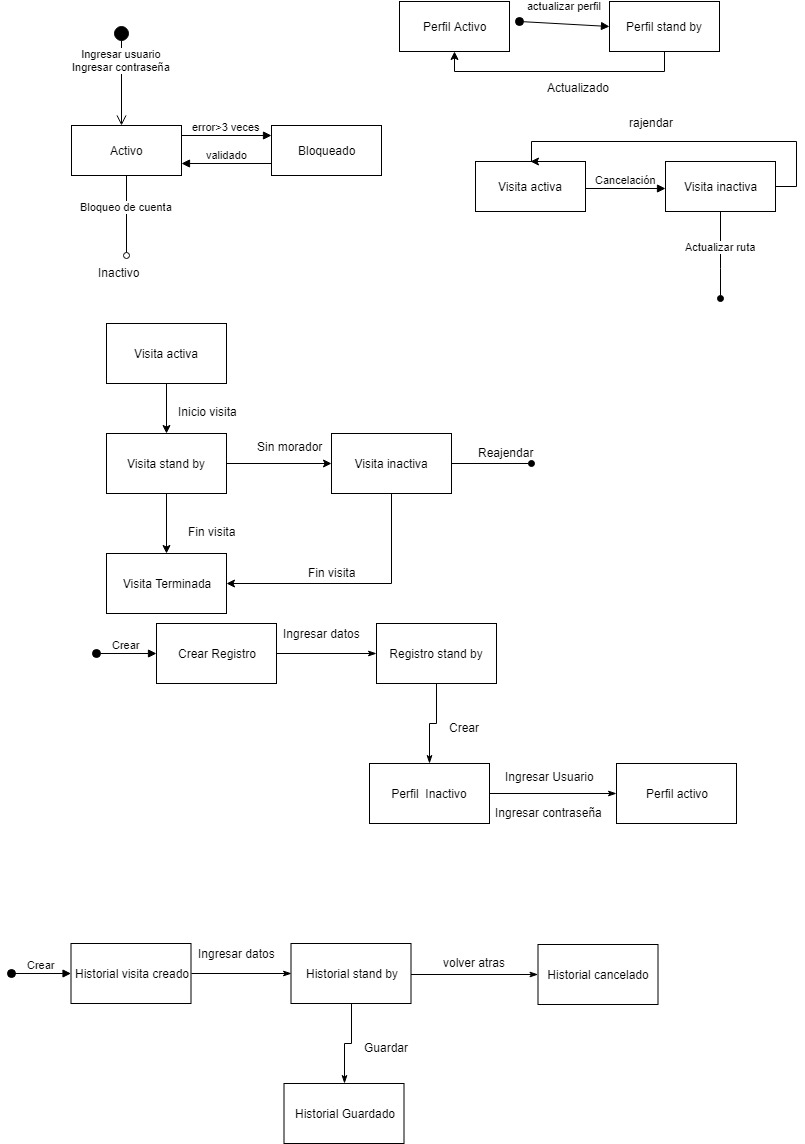 Ingresar usuario
Ingresar contraseña
Activo
error>3 veces
validado
Bloqueado
Bloqueo de cuenta
Inactivo
Perfil Activo
actualizar perfil
Perfil stand by
Actualizado
rajendar
Visita activa
Cancelación
Visita inactiva
Actualizar ruta
Visita activa
Inicio visita
Visita stand by
Sin morador
Visita inactiva
Reajendar
Fin visita
Fin visita
Visita Terminada
Crear
Crear Registro
Ingresar datos
Registro stand by
Crear
Perfil Inactivo
Ingresar Usuario
Ingresar contraseña
Perfil activo
Crear
Historial visita creado
Ingresar datos
Historial stand by
volver atras
Historial cancelado
Guardar
Historial Guardado